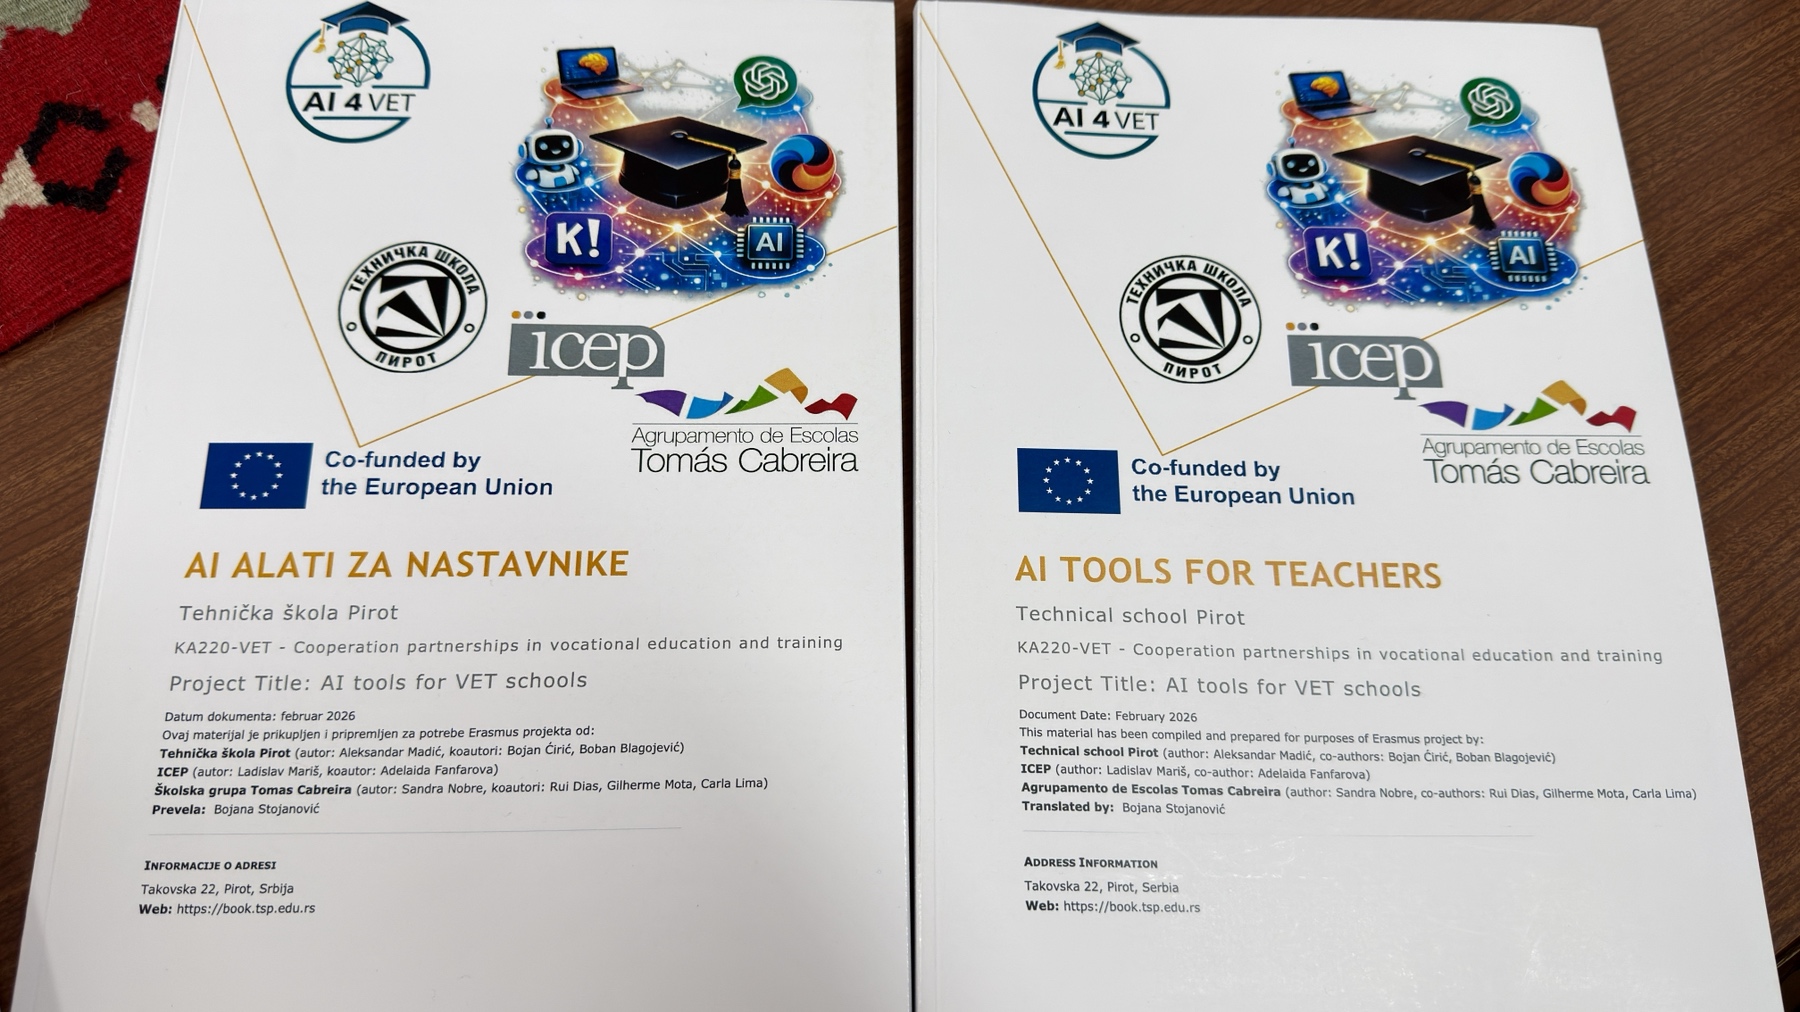 AI 4 VET
K!
AI
ТЕХНИЧКА ШКОЛА
ПИРОТ
icep
Agrupamento de Escolas
Tomás Cabreira
Co-funded by
the European Union
AI ALATI ZA NASTAVNIKE
Tehnička škola Pirot
KA220-VET - Cooperation partnerships in vocational education and training
Project Title: AI tools for VET schools
Datum dokumenta: februar 2026
Ovaj materijal je prikupljen i pripremljen za potrebe Erasmus projekta od:
Tehnička škola Pirot (autor: Aleksandar Madić, koautori: Bojan Ćirić, Boban Blagojević)
ICEP (autor: Ladislav Mariš, koautor: Adelaida Fanfarova)
Školska grupa Tomas Cabreira (autor: Sandra Nobre, koautori: Rui Dias, Gilherme Mota, Carla Lima)
Prevela: Bojana Stojanović
INFORMACIJE O ADRESI
Takovska 22, Pirot, Srbija
Web: https://book.tsp.edu.rs
AI 4 VET
K!
AI
ТЕХНИЧКА ШКОЛА
ПИРОТ
icep
Agrupamento de Escolas
Tomás Cabreira
Co-funded by
the European Union
AI TOOLS FOR TEACHERS
Technical school Pirot
KA220-VET - Cooperation partnerships in vocational education and training
Project Title: AI tools for VET schools
Document Date: February 2026
This material has been compiled and prepared for purposes of Erasmus project by:
Technical school Pirot (author: Aleksandar Madić, co-authors: Bojan Ćirić, Boban Blagojević)
ICEP (author: Ladislav Mariš, co-author: Adelaida Fanfarova)
Agrupamento de Escolas Tomas Cabreira (author: Sandra Nobre, co-authors: Rui Dias, Gilherme Mota, Carla Lima)
Translated by: Bojana Stojanović
ADDRESS INFORMATION
Takovska 22, Pirot, Serbia
Web: https://book.tsp.edu.rs